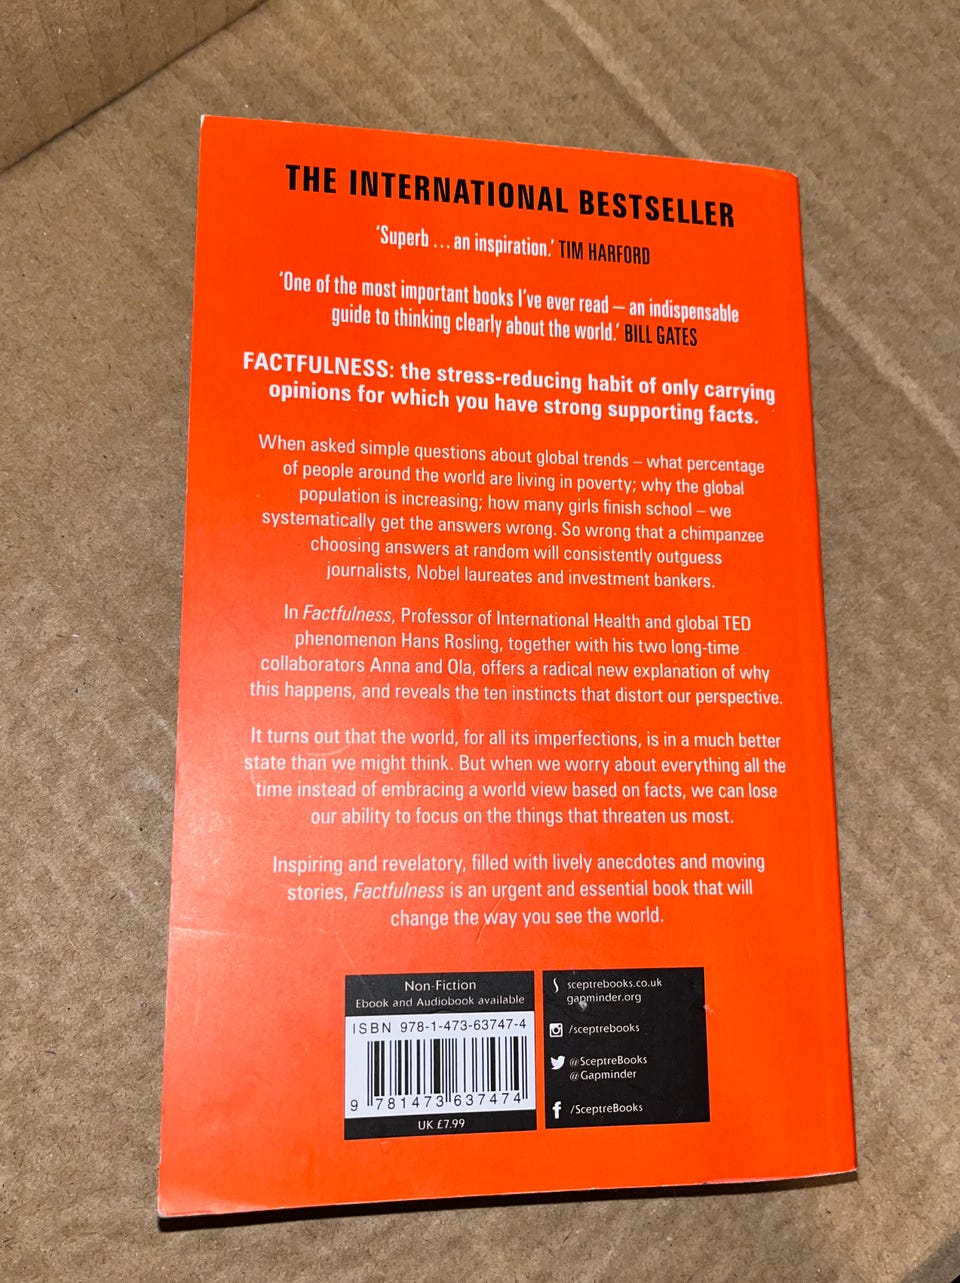 THE INTERNATIONAL BESTSELLER
‘Superb ... an inspiration.’ TIM HARFORD
‘One of the most important books I’ve ever read – an indispensable
guide to thinking clearly about the world.’ BILL GATES
FACTFULNESS: the stress-reducing habit of only carrying
opinions for which you have strong supporting facts.
When asked simple questions about global trends – what percentage
of people around the world are living in poverty; why the global
population is increasing; how many girls finish school – we
systematically get the answers wrong. So wrong that a chimpanzee
choosing answers at random will consistently outguess
journalists, Nobel laureates and investment bankers.
In Factfulness, Professor of International Health and global TED
phenomenon Hans Rosling, together with his two long-time
collaborators Anna and Ola, offers a radical new explanation of why
this happens, and reveals the ten instincts that distort our perspective.
It turns out that the world, for all its imperfections, is in a much better
state than we might think. But when we worry about everything all the
time instead of embracing a world view based on facts, we can lose
our ability to focus on the things that threaten us most.
Inspiring and revelatory, filled with lively anecdotes and moving
stories, Factfulness is an urgent and essential book that will
change the way you see the world.
Non-Fiction
Ebook and Audiobook available
ISBN 978-1-473-63747-4
9 781473 637474
UK £7.99
sceptrebooks.co.uk
gapminder.org
/sceptrebooks
@SceptreBooks
@Gapminder
/SceptreBooks